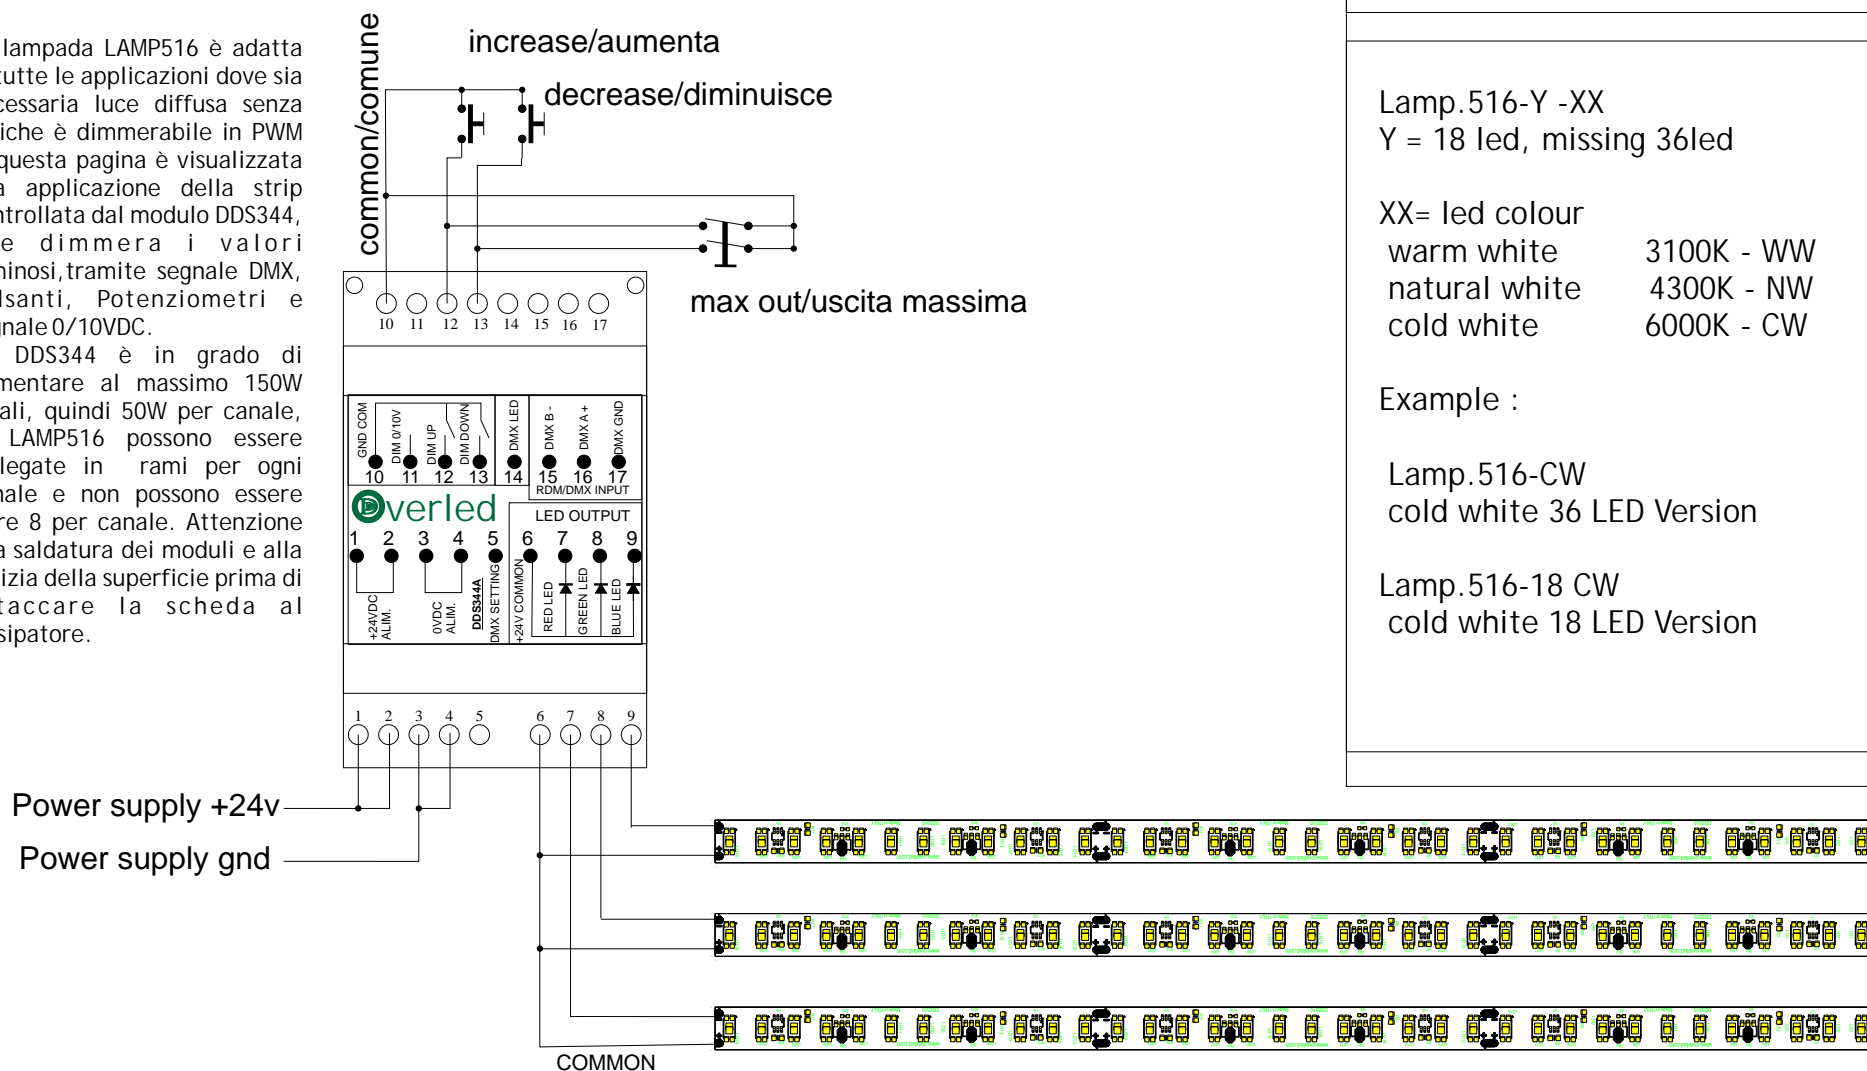 lampada LAMP516 è adatta
tutte le applicazioni dove sia
cessaria luce diffusa senza
iche è dimmerabile in PWM
questa pagina è visualizzata
a applicazione della strip
ntrollata dal modulo DDS344,
e dimmera i valori
minosi,tramite segnale DMX,
lsanti, Potenziometri e
gnale 0/10VDC.
DDS344 è in grado di
mentare al massimo 150W
ali, quindi 50W per canale,
LAMP516 possono essere
legate in rami per ogni
nale e non possono essere
re 8 per canale. Attenzione
a saldatura dei moduli e alla
izia della superficie prima di
taccare la scheda al
sipatore.
common/comune
increase/aumenta
decrease/diminuisce
max out/uscita massima
10 11 12 13 14 15 16 17
GND COM
DIM 0/10V
DIM UP
DIM DOWN
DMX LED
DMX B -
DMX A +
DMX GND
10 11 12 13 14 15 16 17
RDM/DMX INPUT
Overled
LED OUTPUT
1 2 3 4 5 6 7 8 9
+24VDC
ALIM.
0VDC
ALIM.
DDS344A
DMX SETTING
+24V COMMON
RED LED
GREEN LED
BLUE LED
1 2 3 4 5 6 7 8 9
Power supply +24v
Power supply gnd
COMMON
Lamp.516-Y -XX
Y = 18 led, missing 36led
XX= led colour
warm white 3100K - WW
natural white 4300K - NW
cold white 6000K - CW
Example :
Lamp.516-CW
cold white 36 LED Version
Lamp.516-18 CW
cold white 18 LED Version